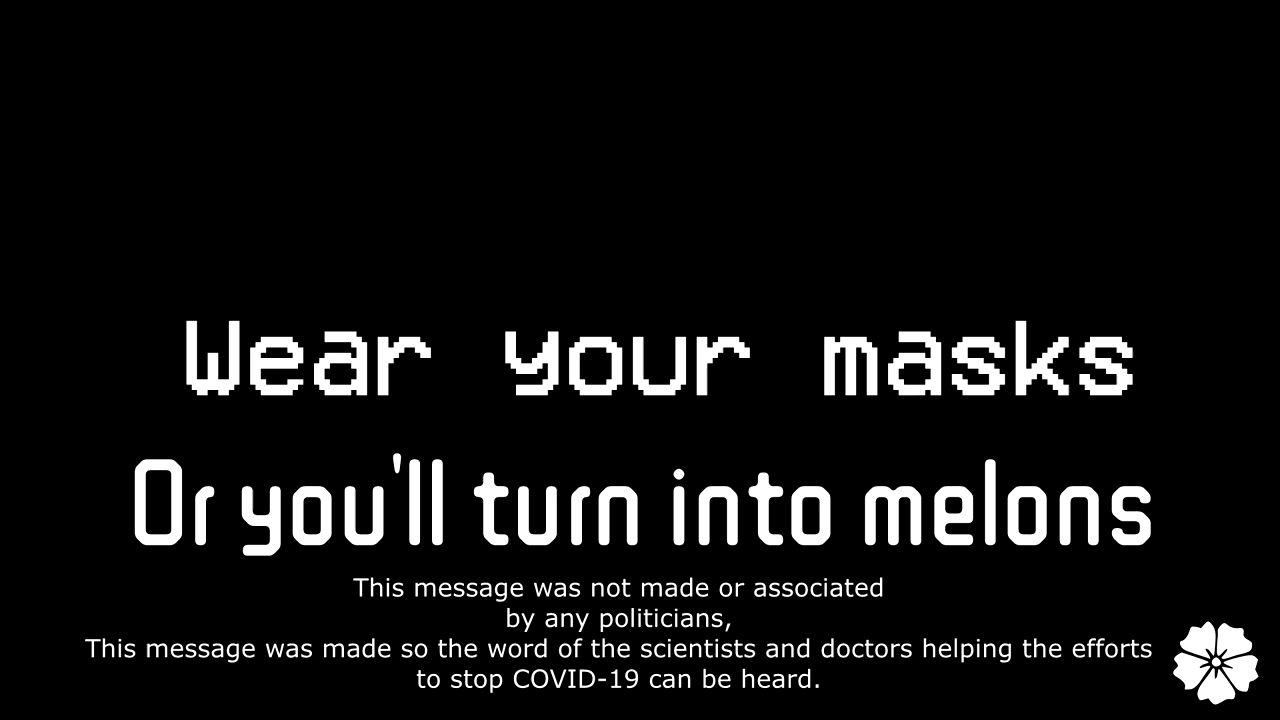 Wear your masks
Or you'll turn into melons
This message was not made or associated
by any politicians,
This message was made so the word of the scientists and doctors helping the efforts
to stop COVID-19 can be heard.